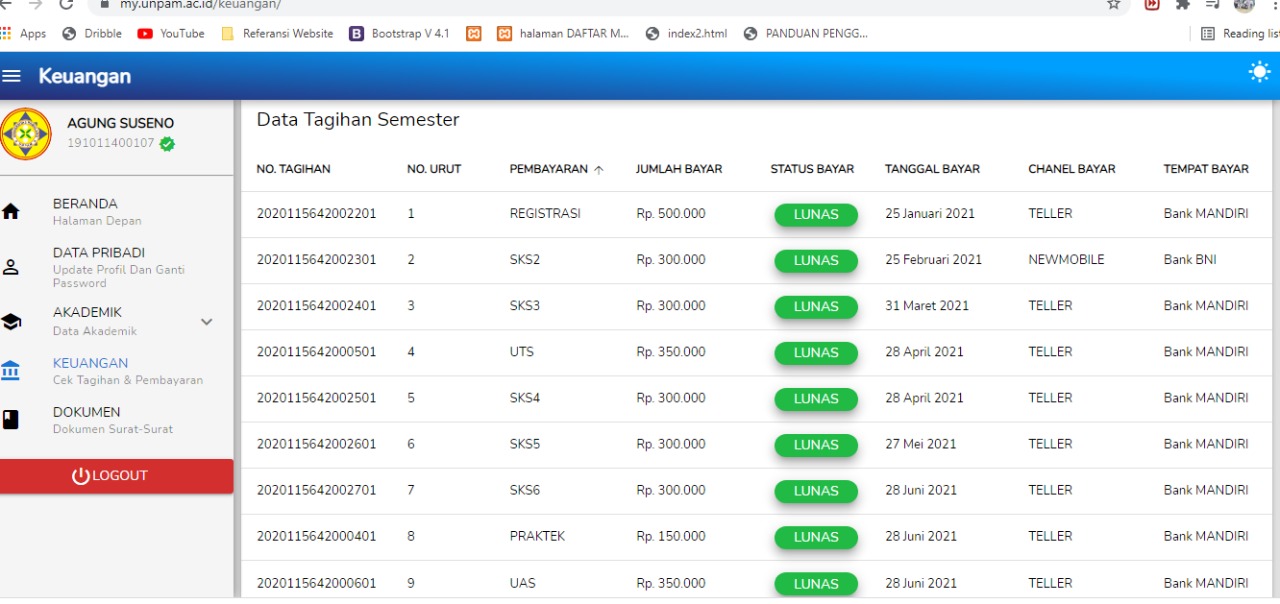 my.unpam.ac.id/keuangan/
Apps Dribble YouTube Referansi Website B Bootstrap V 4.1 halaman DAFTAR M... index2.html PANDUAN PENGG... Reading list
Keuangan
AGUNG SUSENO
191011400107
BERANDA
Halaman Depan
DATA PRIBADI
Update Profil Dan Ganti
Password
AKADEMIK
Data Akademik
KEUANGAN
Cek Tagihan & Pembayaran
DOKUMEN
Dokumen Surat-Surat
LOGOUT
Data Tagihan Semester
NO. TAGIHAN NO. URUT PEMBAYARAN ↑ JUMLAH BAYAR STATUS BAYAR TANGGAL BAYAR CHANEL BAYAR TEMPAT BAYAR
2020115642002201 1 REGISTRASI Rp. 500.000 LUNAS 25 Januari 2021 TELLER Bank MANDIRI
2020115642002301 2 SKS2 Rp. 300.000 LUNAS 25 Februari 2021 NEWMOBILE Bank BNI
2020115642002401 3 SKS3 Rp. 300.000 LUNAS 31 Maret 2021 TELLER Bank MANDIRI
2020115642000501 4 UTS Rp. 350.000 LUNAS 28 April 2021 TELLER Bank MANDIRI
2020115642002501 5 SKS4 Rp. 300.000 LUNAS 28 April 2021 TELLER Bank MANDIRI
2020115642002601 6 SKS5 Rp. 300.000 LUNAS 27 Mei 2021 TELLER Bank MANDIRI
2020115642002701 7 SKS6 Rp. 300.000 LUNAS 28 Juni 2021 TELLER Bank MANDIRI
2020115642000401 8 PRAKTEK Rp. 150.000 LUNAS 28 Juni 2021 TELLER Bank MANDIRI
2020115642000601 9 UAS Rp. 350.000 LUNAS 28 Juni 2021 TELLER Bank MANDIRI